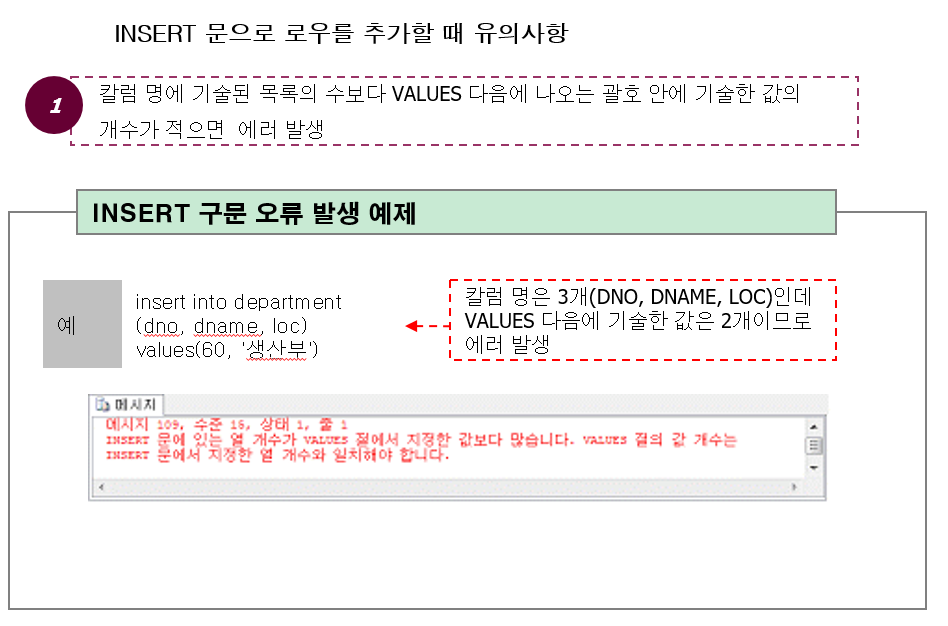 INSERT 문으로 로우를 추가할 때 유의사항
1
칼럼 명에 기술된 목록의 수보다 VALUES 다음에 나오는 괄호 안에 기술한 값의
개수가 적으면 에러 발생
INSERT 구문 오류 발생 예제
예
insert into department
(dno, dname, loc)
values(60, '생산부')
칼럼 명은 3개(DNO, DNAME, LOC)인데
VALUES 다음에 기술한 값은 2개이므로
에러 발생
메시지
메시지 109, 수준 15, 상태 1, 줄 1
INSERT 문에 있는 열 개수가 VALUES 절에서 지정한 값보다 많습니다. VALUES 절의 값 개수는
INSERT 문에서 지정한 열 개수와 일치해야 합니다.